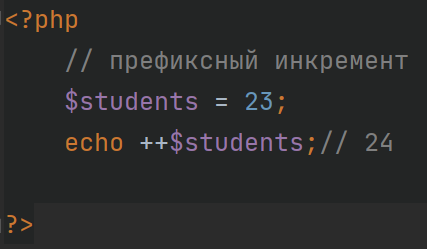 <?php
// префиксный инкремент
$students = 23;
echo ++$students;// 24
?>